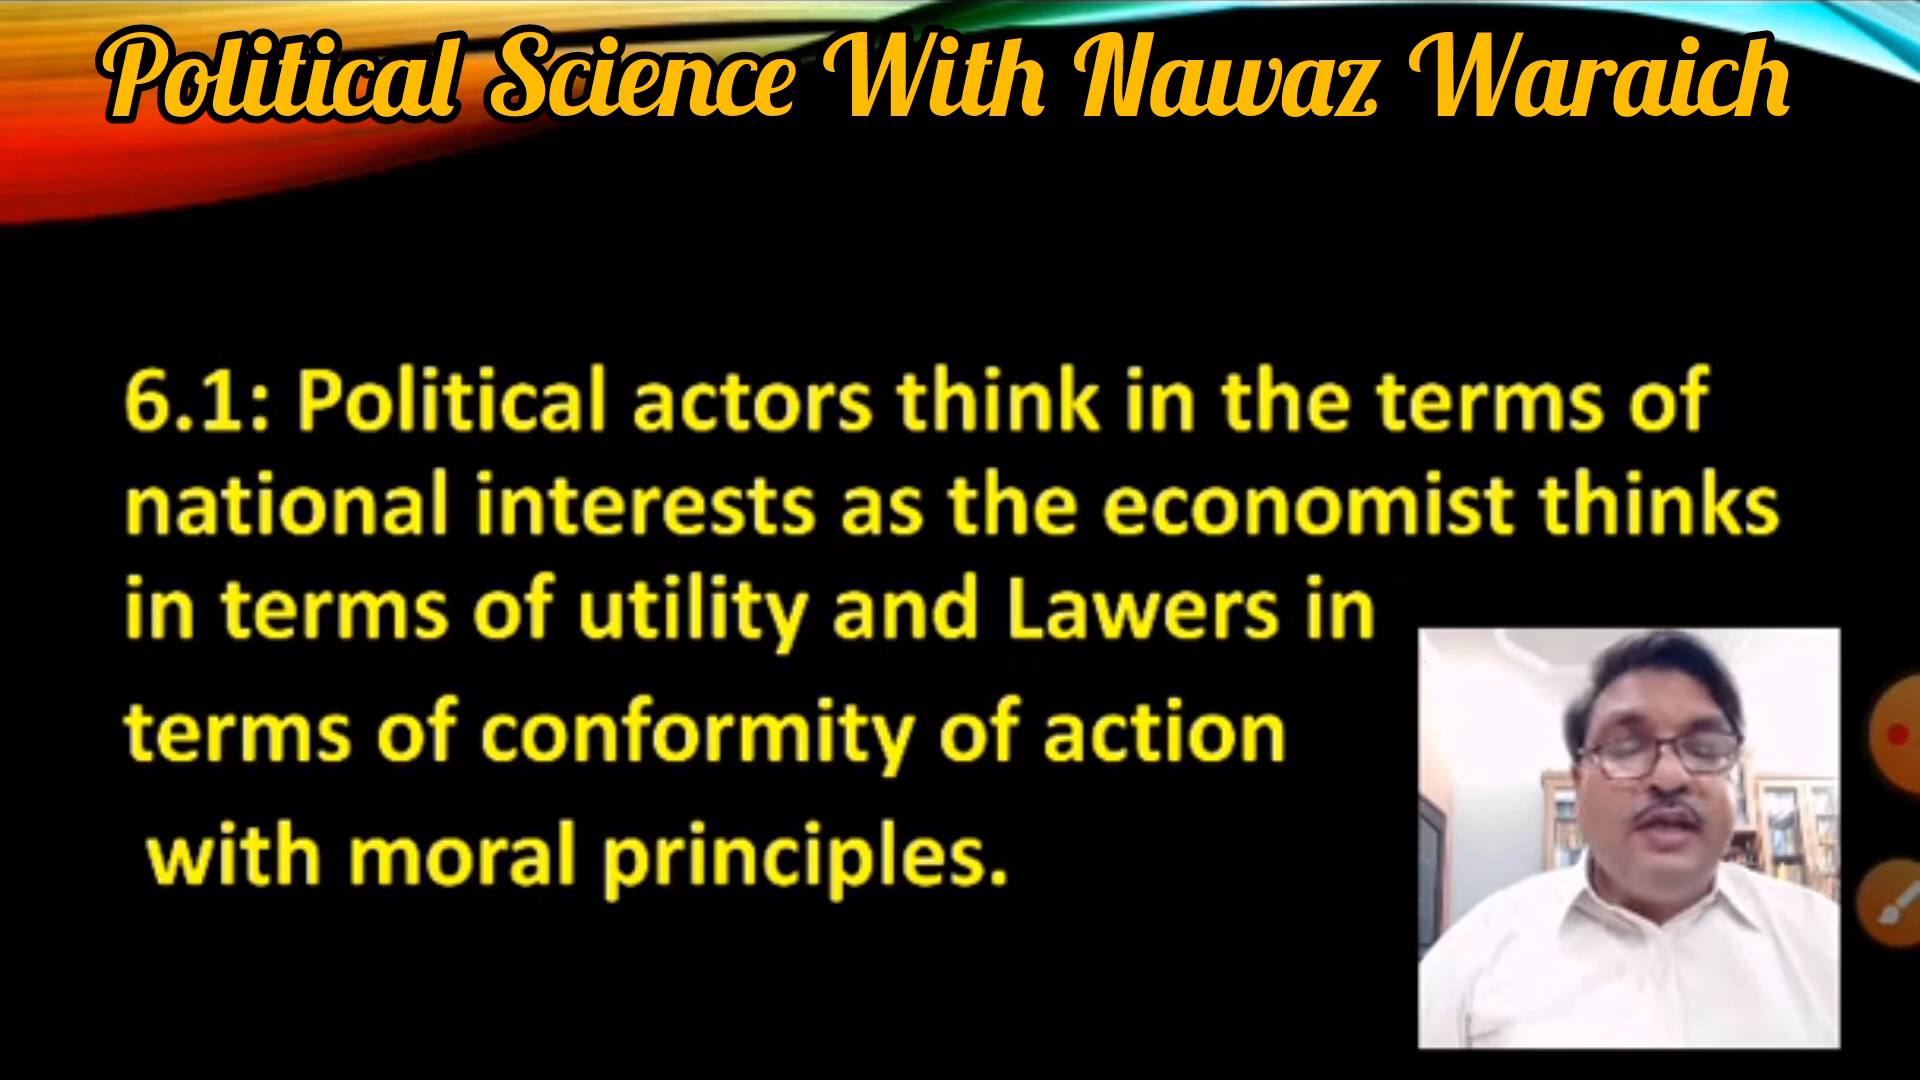 Political Science With Nawaz Waraich
6.1: Political actors think in the terms of
national interests as the economist thinks
in terms of utility and Lawers in
terms of conformity of action
with moral principles.